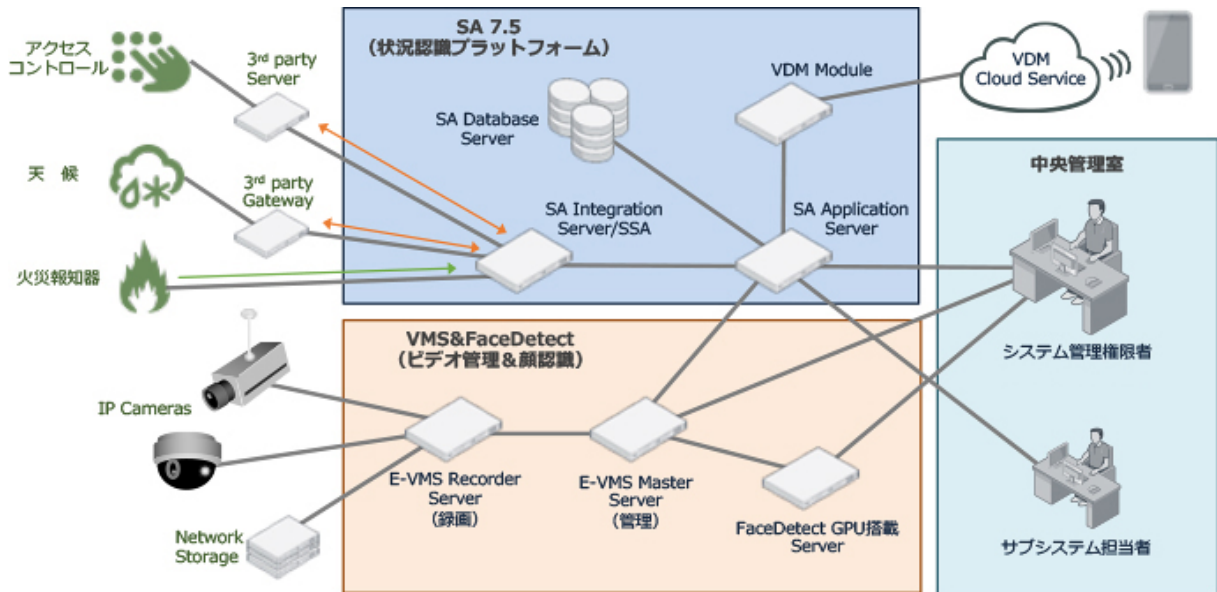 SA 7.5
（状況認識プラットフォーム）
アクセス
コントロール
3rd party
Server
VDM Module
VDM
Cloud Service
SA Database
Server
天　候
3rd party
Gateway
SA Integration
Server/SSA
SA Application
Server
火災報知器
中央管理室
システム管理権限者
サブシステム担当者
VMS&FaceDetect
（ビデオ管理＆顔認識）
IP Cameras
E-VMS Recorder
Server
（録画）
E-VMS Master
Server
（管理）
FaceDetect GPU搭載
Server
Network
Storage